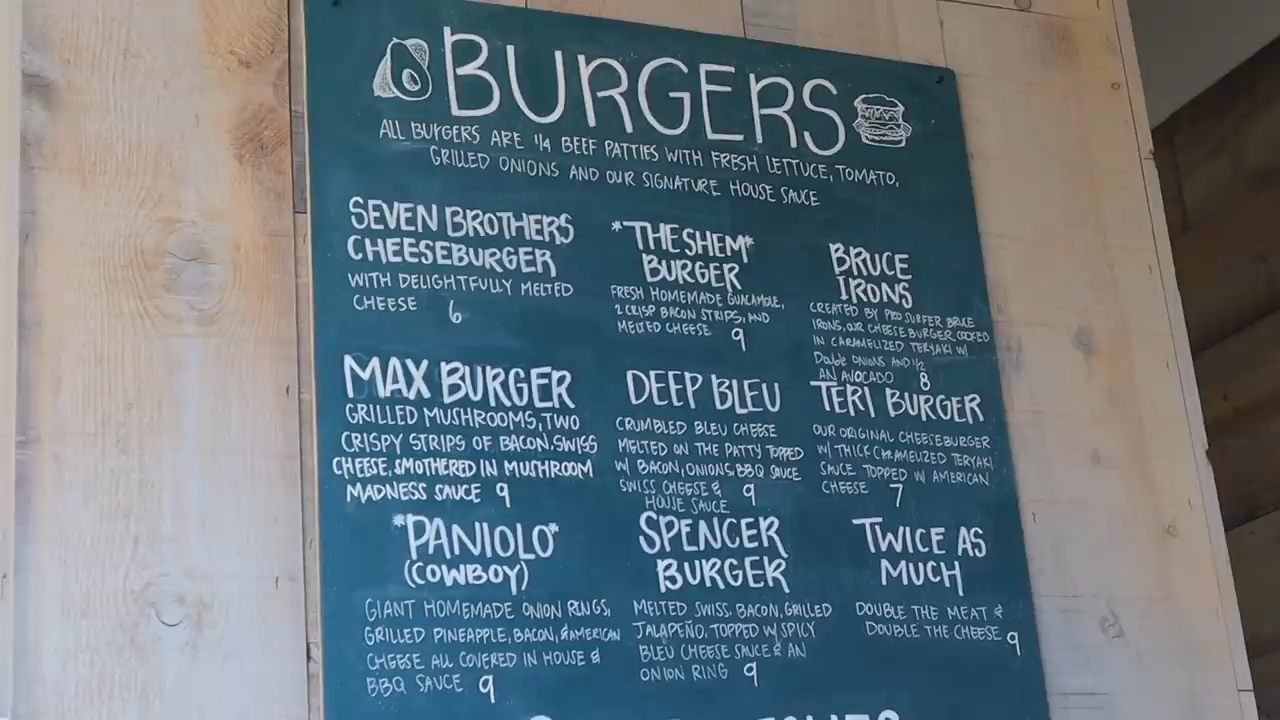 BURGERS
ALL BURGERS ARE 1/4 BEEF PATTIES WITH FRESH LETTUCE, TOMATO,
GRILLED ONIONS AND OUR SIGNATURE HOUSE SAUCE
SEVEN BROTHERS
CHEESEBURGER
WITH DELIGHTFULLY MELTED
CHEESE 6
*THE SHEM*
BURGER
FRESH HOMEMADE GUACAMOLE,
2 CRISP BACON STRIPS, AND
MELTED CHEESE 9
BRUCE
IRONS
CREATED BY PRO SURFER BRUCE
IRONS, OUR CHEESEBURGER COOKED
IN CARAMELIZED TERYAKI W/
Double ONIONS AND 1/2
AN AVOCADO 8
MAX BURGER
GRILLED MUSHROOMS, TWO
CRISPY STRIPS OF BACON, SWISS
CHEESE, SMOTHERED IN MUSHROOM
MADNESS SAUCE 9
DEEP BLEU
CRUMBLED BLEU CHEESE
MELTED ON THE PATTY TOPPED
W/ BACON, ONIONS, BBQ SAUCE
SWISS CHEESE & 9
HOUSE SAUCE
TERI BURGER
OUR ORIGINAL CHEESEBURGER
W/ THICK CARAMELIZED TERYAKI
SAUCE TOPPED W/ AMERICAN
CHEESE 7
*PANIOLO*
(COWBOY)
GIANT HOMEMADE ONION RINGS,
GRILLED PINEAPPLE, BACON, & AMERICAN
CHEESE ALL COVERED IN HOUSE &
BBQ SAUCE 9
SPENCER
BURGER
MELTED SWISS, BACON, GRILLED
JALAPEÑO, TOPPED W/ SPICY
BLEU CHEESE SAUCE & AN
ONION RING 9
TWICE AS
MUCH
DOUBLE THE MEAT &
DOUBLE THE CHEESE 9